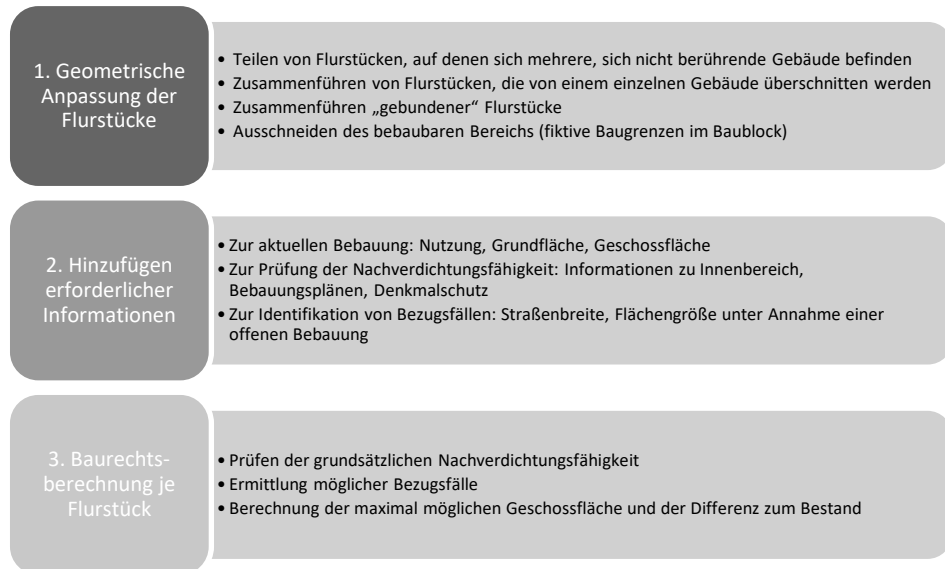 1. Geometrische
Anpassung der
Flurstücke
• Teilen von Flurstücken, auf denen sich mehrere, sich nicht berührende Gebäude befinden
• Zusammenführen von Flurstücken, die von einem einzelnen Gebäude überschnitten werden
• Zusammenführen „gebundener“ Flurstücke
• Ausschneiden des bebaubaren Bereichs (fiktive Baugrenzen im Baublock)
2. Hinzufügen
erforderlicher
Informationen
• Zur aktuellen Bebauung: Nutzung, Grundfläche, Geschossfläche
• Zur Prüfung der Nachverdichtungsfähigkeit: Informationen zu Innenbereich,
Bebauungsplänen, Denkmalschutz
• Zur Identifikation von Bezugsfällen: Straßenbreite, Flächengröße unter Annahme einer
offenen Bebauung
3. Baurechts-
berechnung je
Flurstück
• Prüfen der grundsätzlichen Nachverdichtungsfähigkeit
• Ermittlung möglicher Bezugsfälle
• Berechnung der maximal möglichen Geschossfläche und der Differenz zum Bestand